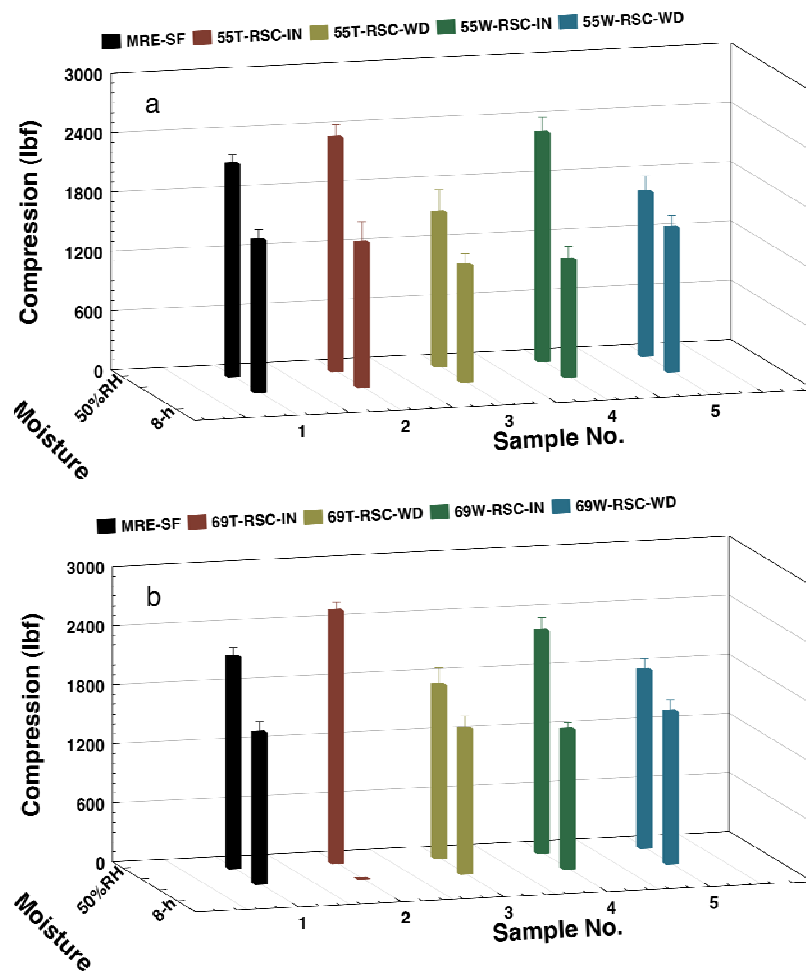 MRE-SF 55T-RSC-IN 55T-RSC-WD 55W-RSC-IN 55W-RSC-WD
3000
a
2400
1800
1200
600
0
Compression (lbf)
50%RH
8-h
Moisture
1 2 3 4 5
Sample No.
MRE-SF 69T-RSC-IN 69T-RSC-WD 69W-RSC-IN 69W-RSC-WD
3000
b
2400
1800
1200
600
0
Compression (lbf)
50%RH
8-h
Moisture
1 2 3 4 5
Sample No.